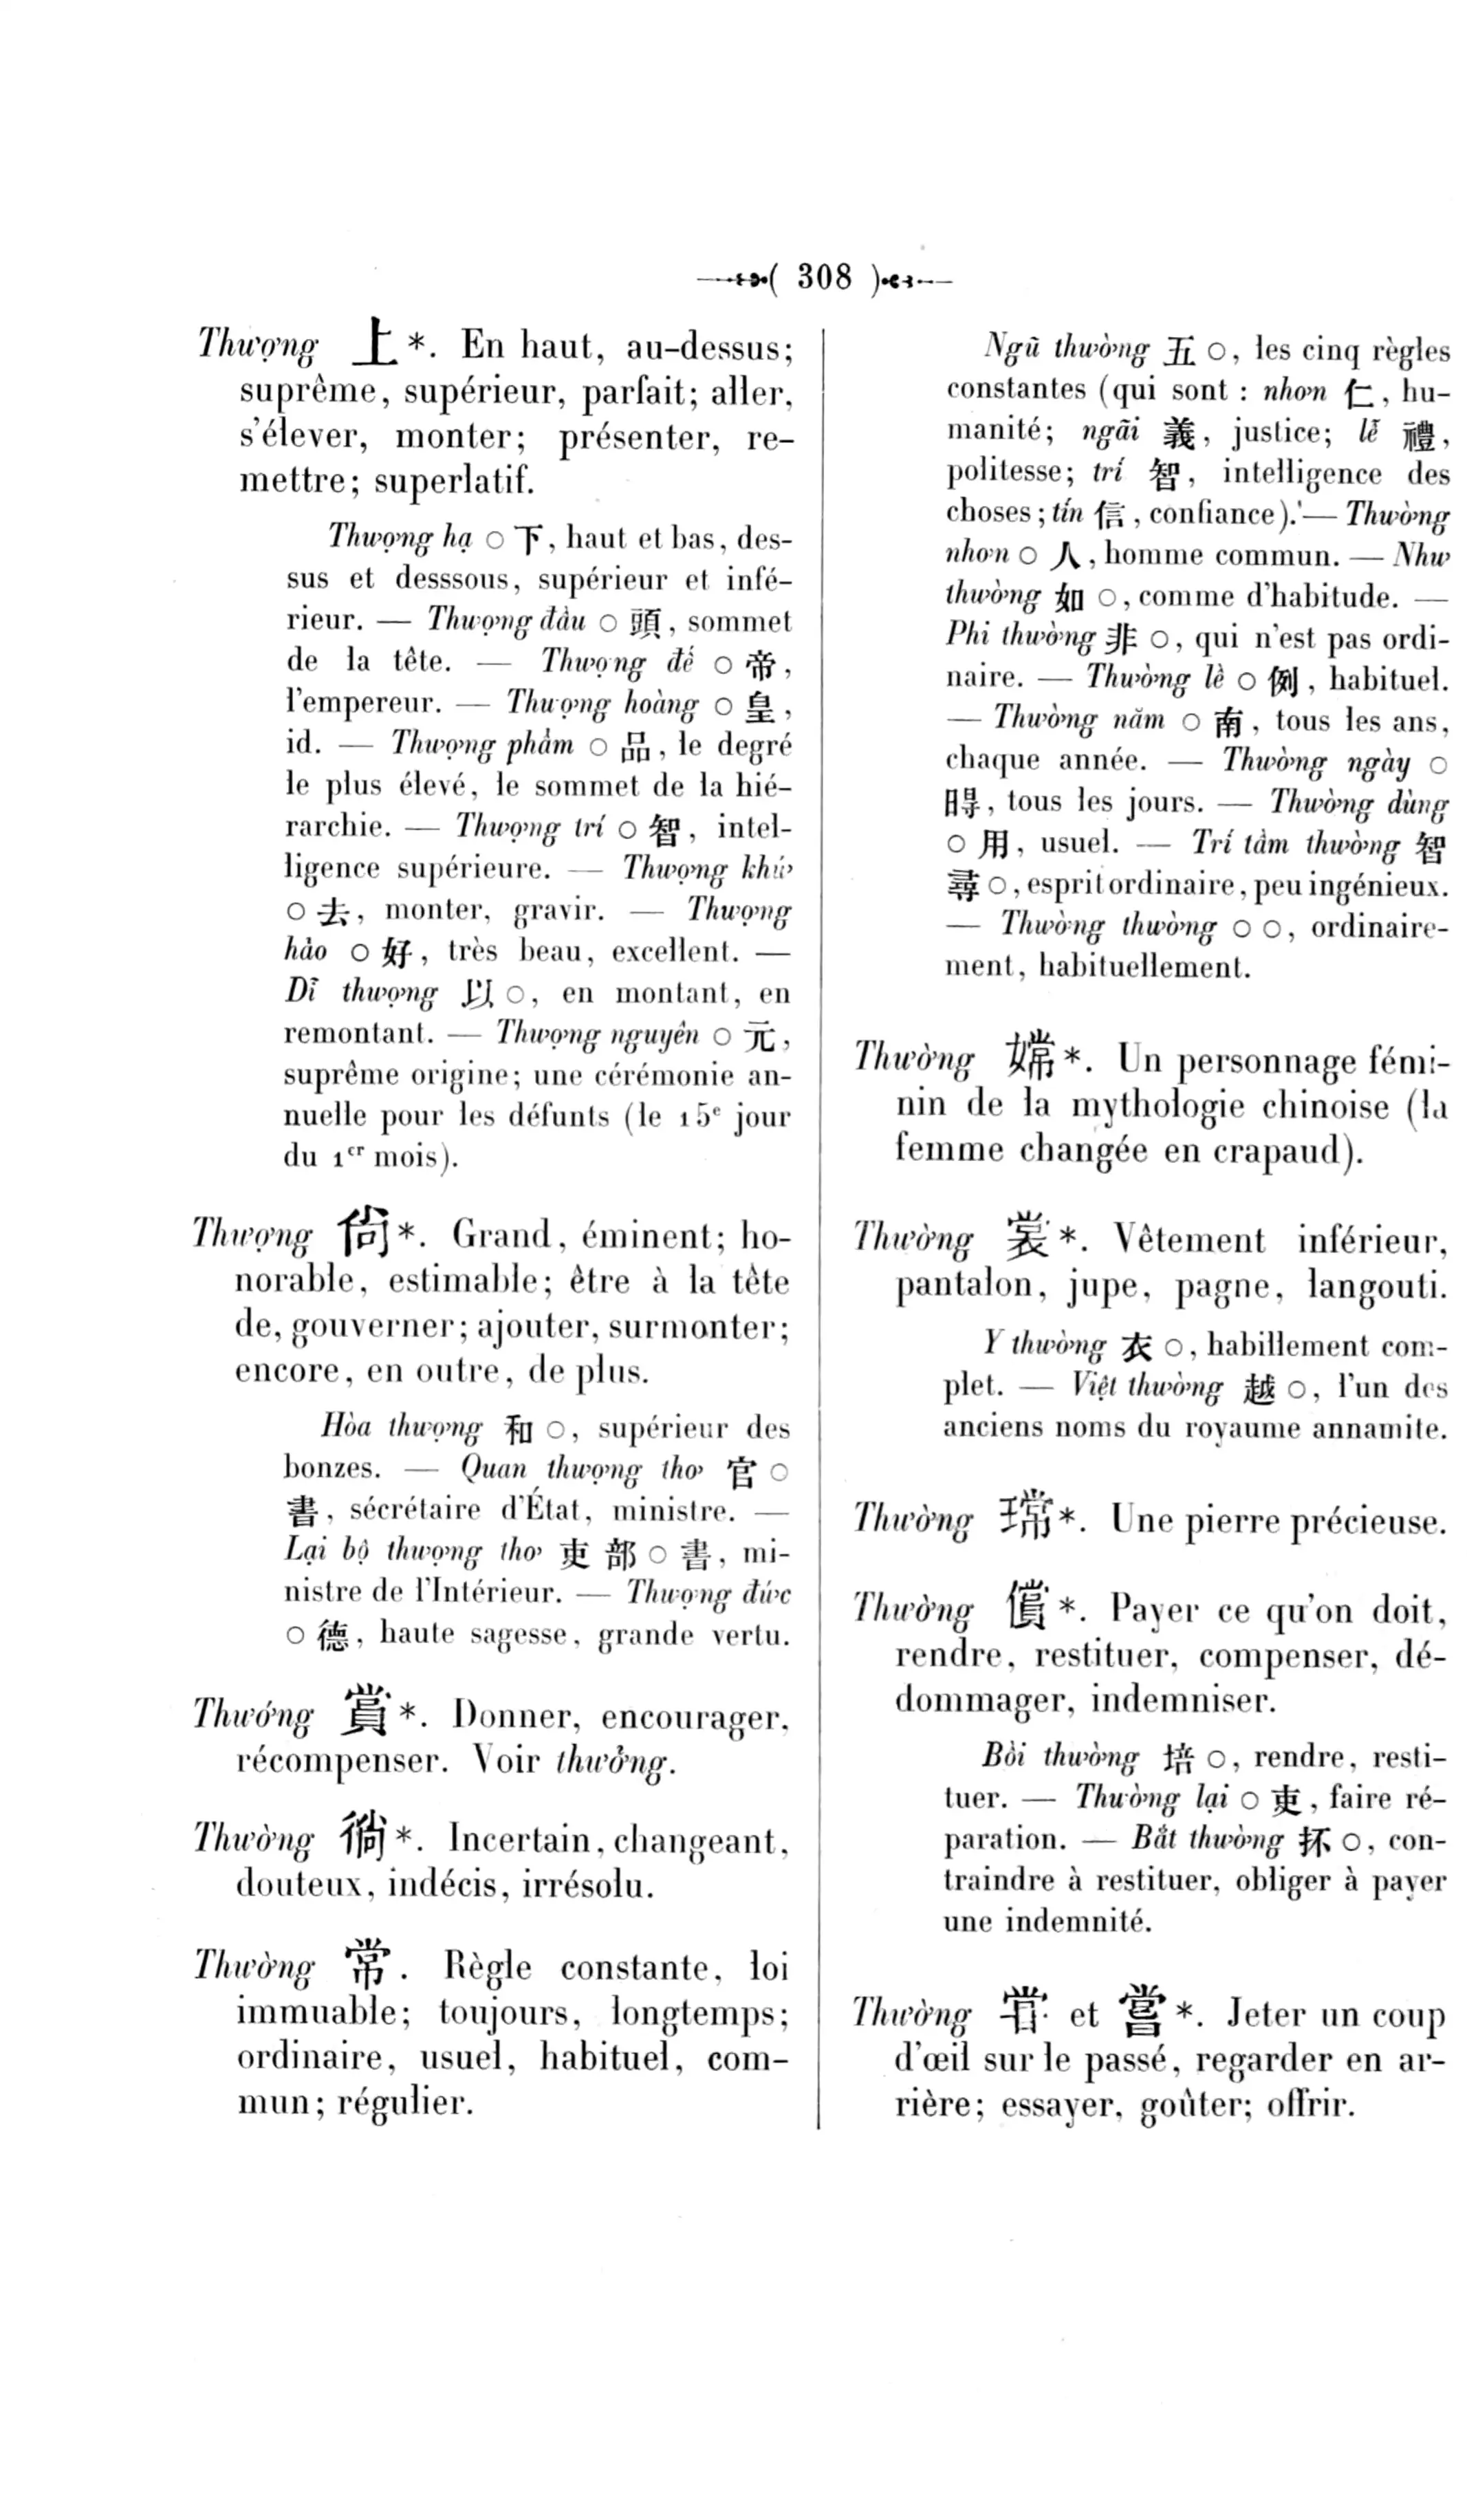 ( 308 )
Thượng 上 *. En haut, au-dessus;
suprême, supérieur, parfait; aller,
s'élever, monter; présenter, re-
mettre; superlatif.
Thượng hạ ○ 下, haut et bas, des-
sus et desssous, supérieur et infé-
rieur. — Thượng đầu ○ 頭, sommet
de la tête. — Thượng đế ○ 帝,
l'empereur. — Thượng hoàng ○ 皇,
id. — Thượng phẩm ○ 品, le degré
le plus élevé, le sommet de la hié-
rarchie. — Thượng trí ○ 智, intel-
ligence supérieure. — Thượng khứ
○ 去, monter, gravir. — Thượng
hảo ○ 好, très beau, excellent. —
Dĩ thượng 以 ○, en montant, en
remontant. — Thượng nguyên ○ 元,
suprême origine; une cérémonie an-
nuelle pour les défunts (le 15e jour
du 1er mois).
Thượng 尙 *. Grand, éminent; ho-
norable, estimable; être à la tête
de, gouverner; ajouter, surmonter;
encore, en outre, de plus.
Hòa thượng 和 ○, supérieur des
bonzes. — Quan thượng thơ 官 ○
書, sécrétaire d'État, ministre. —
Lại bộ thượng thơ 吏 部 ○ 書, mi-
nistre de l'Intérieur. — Thượng đức
○ 德, haute sagesse, grande vertu.
Thướng 賞 *. Donner, encourager,
récompenser. Voir thưởng.
Thường 徜 *. Incertain, changeant,
douteux, indécis, irrésolu.
Thường 常. Règle constante, loi
immuable; toujours, longtemps;
ordinaire, usuel, habituel, com-
mun; régulier.
Ngũ thường 五 ○, les cinq règles
constantes (qui sont : nhơn 仁, hu-
manité; ngãi 義, justice; lễ 禮,
politesse; trí 智, intelligence des
choses; tín 信, confiance). — Thường
nhơn ○ 人, homme commun. — Như
thường 如 ○, comme d'habitude. —
Phi thường 非 ○, qui n'est pas ordi-
naire. — Thường lề ○ 例, habituel.
— Thường năm ○ 南, tous les ans,
chaque année. — Thường ngày ○
㝵, tous les jours. — Thường dùng
○ 用, usuel. — Trí tầm thường 智
尋 ○, esprit ordinaire, peu ingénieux.
— Thường thường ○ ○, ordinaire-
ment, habituellement.
Thường 嫦 *. Un personnage fémi-
nin de la mythologie chinoise (la
femme changée en crapaud).
Thường 裳 *. Vêtement inférieur,
pantalon, jupe, pagne, langouti.
Y thường 衣 ○, habillement com-
plet. — Việt thường 越 ○, l'un des
anciens noms du royaume annamite.
Thường 瑺 *. Une pierre précieuse.
Thường 償 *. Payer ce qu'on doit,
rendre, restituer, compenser, dé-
dommager, indemniser.
Bồi thường 培 ○, rendre, resti-
tuer. — Thường lại ○ 吏, faire ré-
paration. — Bắt thường 抔 ○, con-
traindre à restituer, obliger à payer
une indemnité.
Thường et 嘗 *. Jeter un coup
d'œil sur le passé, regarder en ar-
rière; essayer, goûter; offrir.